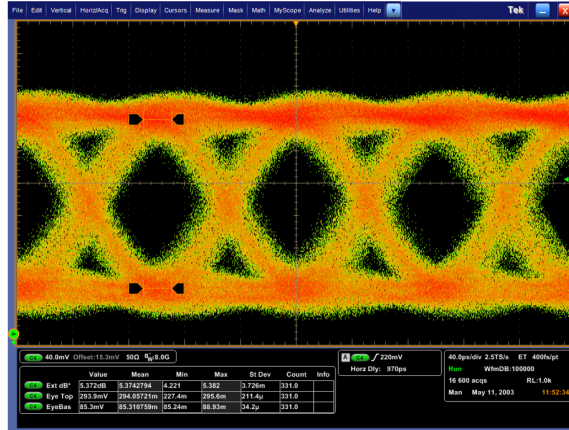 File Edit Vertical Horiz/Acq Trig Display Cursors Measure Mask Math MyScope Analyze Utilities Help Tek X
C4 40.0mV Offset:15.3mV 50Ω BW:8.0G
A C4 220mV
Horz Dly: 970ps
40.0ps/div 2.5TS/s ET 400fs/pt
Run WfmDB:100000
16 600 acqs RL:1.0k
Man May 11, 2003 11:52:34
Value Mean Min Max St Dev Count Info
C4 Ext dB* 5.372dB 5.3742794 4.221 5.382 3.726m 331.0
C4 Eye Top 293.9mV 294.05721m 227.4m 295.6m 211.4µ 331.0
C4 EyeBas 85.3mV 85.310759m 85.24m 88.93m 34.2µ 331.0